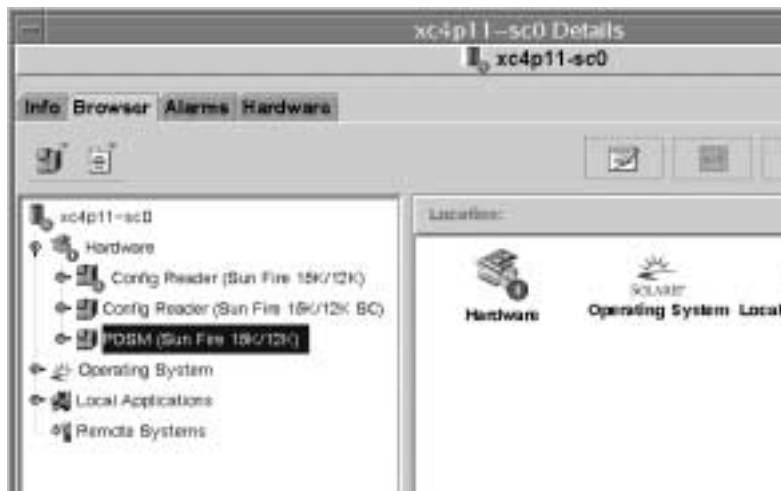 xc4p11-sc0 Details
xc4p11-sc0
Info Browser Alarms Hardware
xc4p11-sc0
Location:
Hardware
Config Reader (Sun Fire 15K/12K)
Config Reader (Sun Fire 15K/12K SC)
PDSM (Sun Fire 15K/12K)
Operating System
Local Applications
Remote Systems
Hardware
SOLARIS
Operating System
Local